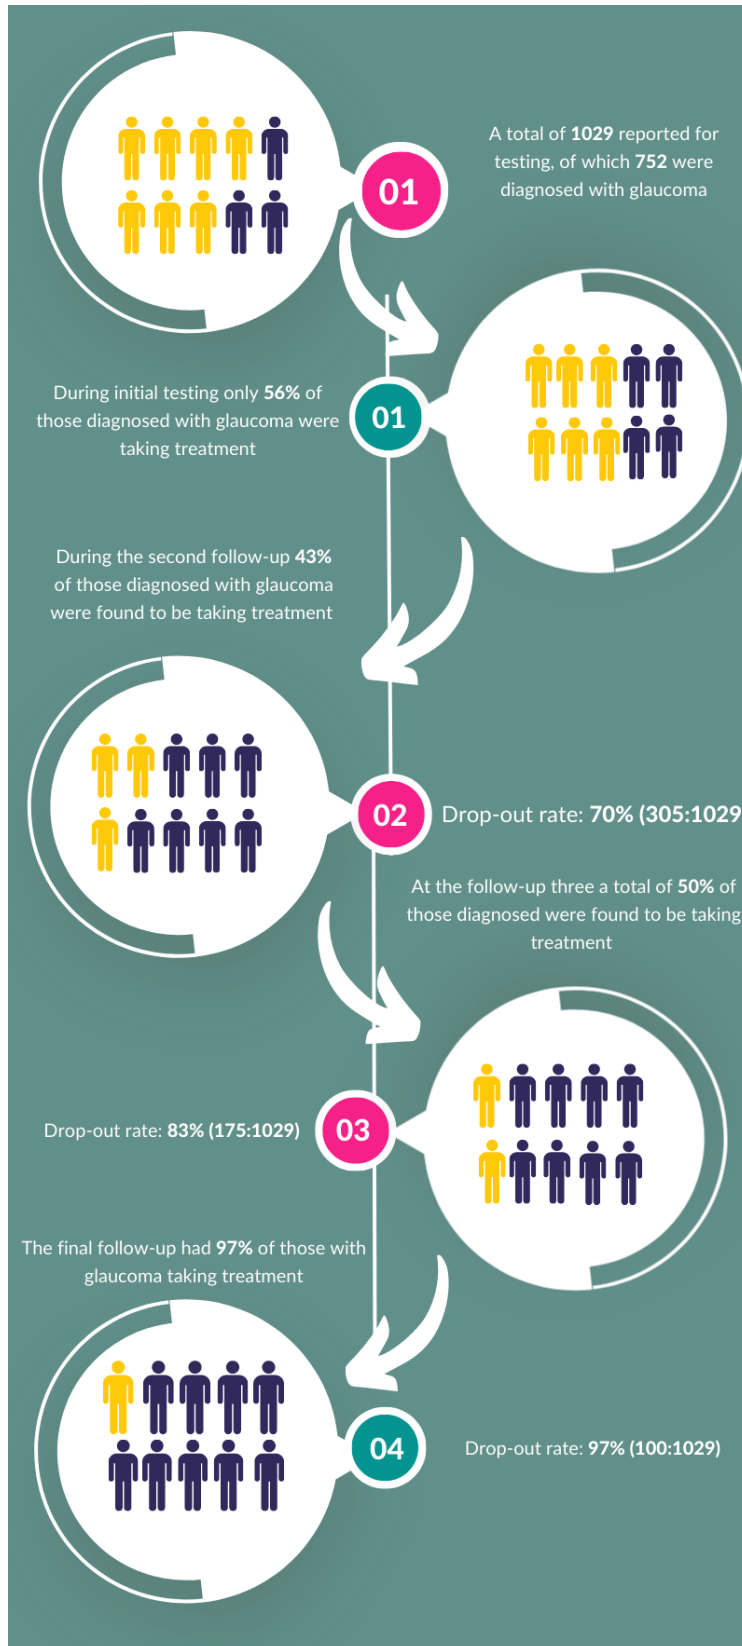 01
A total of 1029 reported for
testing, of which 752 were
diagnosed with glaucoma
During initial testing only 56% of
those diagnosed with glaucoma were
taking treatment
01
During the second follow-up 43%
of those diagnosed with glaucoma
were found to be taking treatment
02
Drop-out rate: 70% (305:1029
At the follow-up three a total of 50% of
those diagnosed were found to be taking
treatment
Drop-out rate: 83% (175:1029)
03
The final follow-up had 97% of those with
glaucoma taking treatment
04
Drop-out rate: 97% (100:1029)